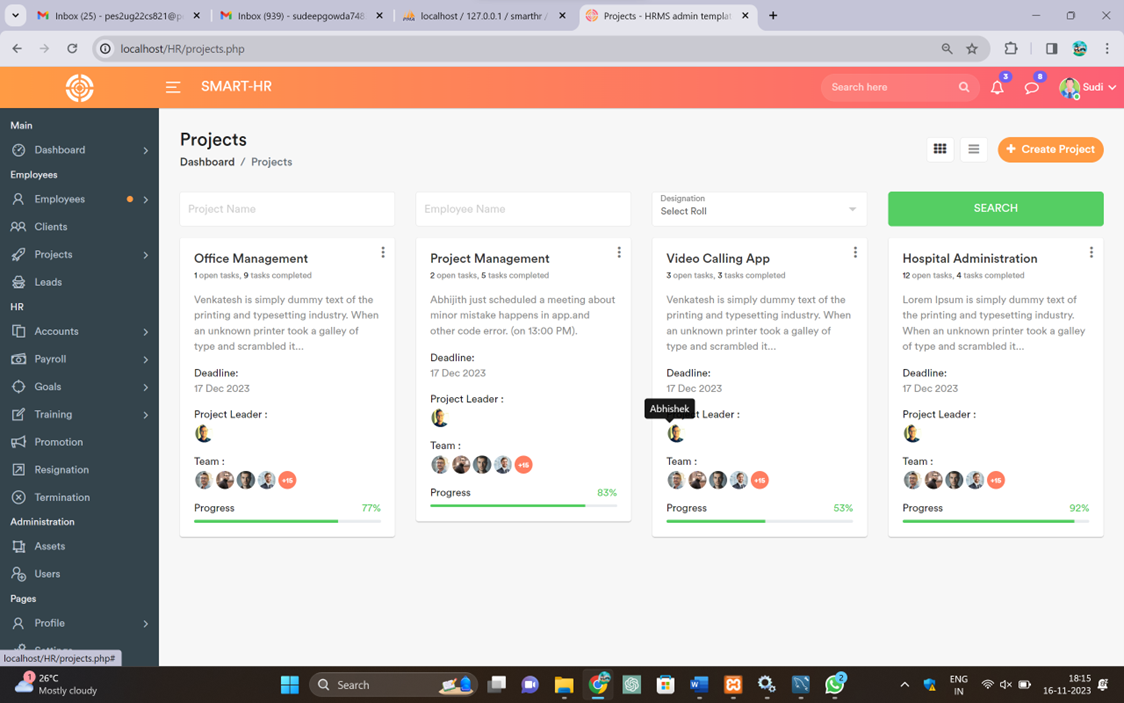 Inbox (25) - pes2ug22cs821@p
Inbox (939) - sudeepgowda748
localhost / 127.0.0.1 / smarthr /
Projects - HRMS admin templat
localhost/HR/projects.php
SMART-HR
Search here
3
8
Sudi
Main
Dashboard
Employees
Employees
Clients
Projects
Leads
HR
Accounts
Payroll
Goals
Training
Promotion
Resignation
Termination
Administration
Assets
Users
Pages
Profile
localhost/HR/projects.php#
Projects
Dashboard / Projects
+ Create Project
Project Name
Employee Name
Designation
Select Roll
SEARCH
Office Management
1 open tasks, 9 tasks completed
Venkatesh is simply dummy text of the
printing and typesetting industry. When
an unknown printer took a galley of
type and scrambled it...
Deadline:
17 Dec 2023
Project Leader :
Team :
+15
Progress 77%
Project Management
2 open tasks, 5 tasks completed
Abhijith just scheduled a meeting about
minor mistake happens in app.and
other code error. (on 13:00 PM).
Deadline:
17 Dec 2023
Project Leader :
Team :
+15
Progress 83%
Video Calling App
3 open tasks, 3 tasks completed
Venkatesh is simply dummy text of the
printing and typesetting industry. When
an unknown printer took a galley of
type and scrambled it...
Deadline:
17 Dec 2023
Abhishek
Leader :
Team :
+15
Progress 53%
Hospital Administration
12 open tasks, 4 tasks completed
Lorem Ipsum is simply dummy text of
the printing and typesetting industry.
When an unknown printer took a galley
of type and scrambled it...
Deadline:
17 Dec 2023
Project Leader :
Team :
+15
Progress 92%
1
26°C
Mostly cloudy
Search
2
ENG
IN
18:15
16-11-2023